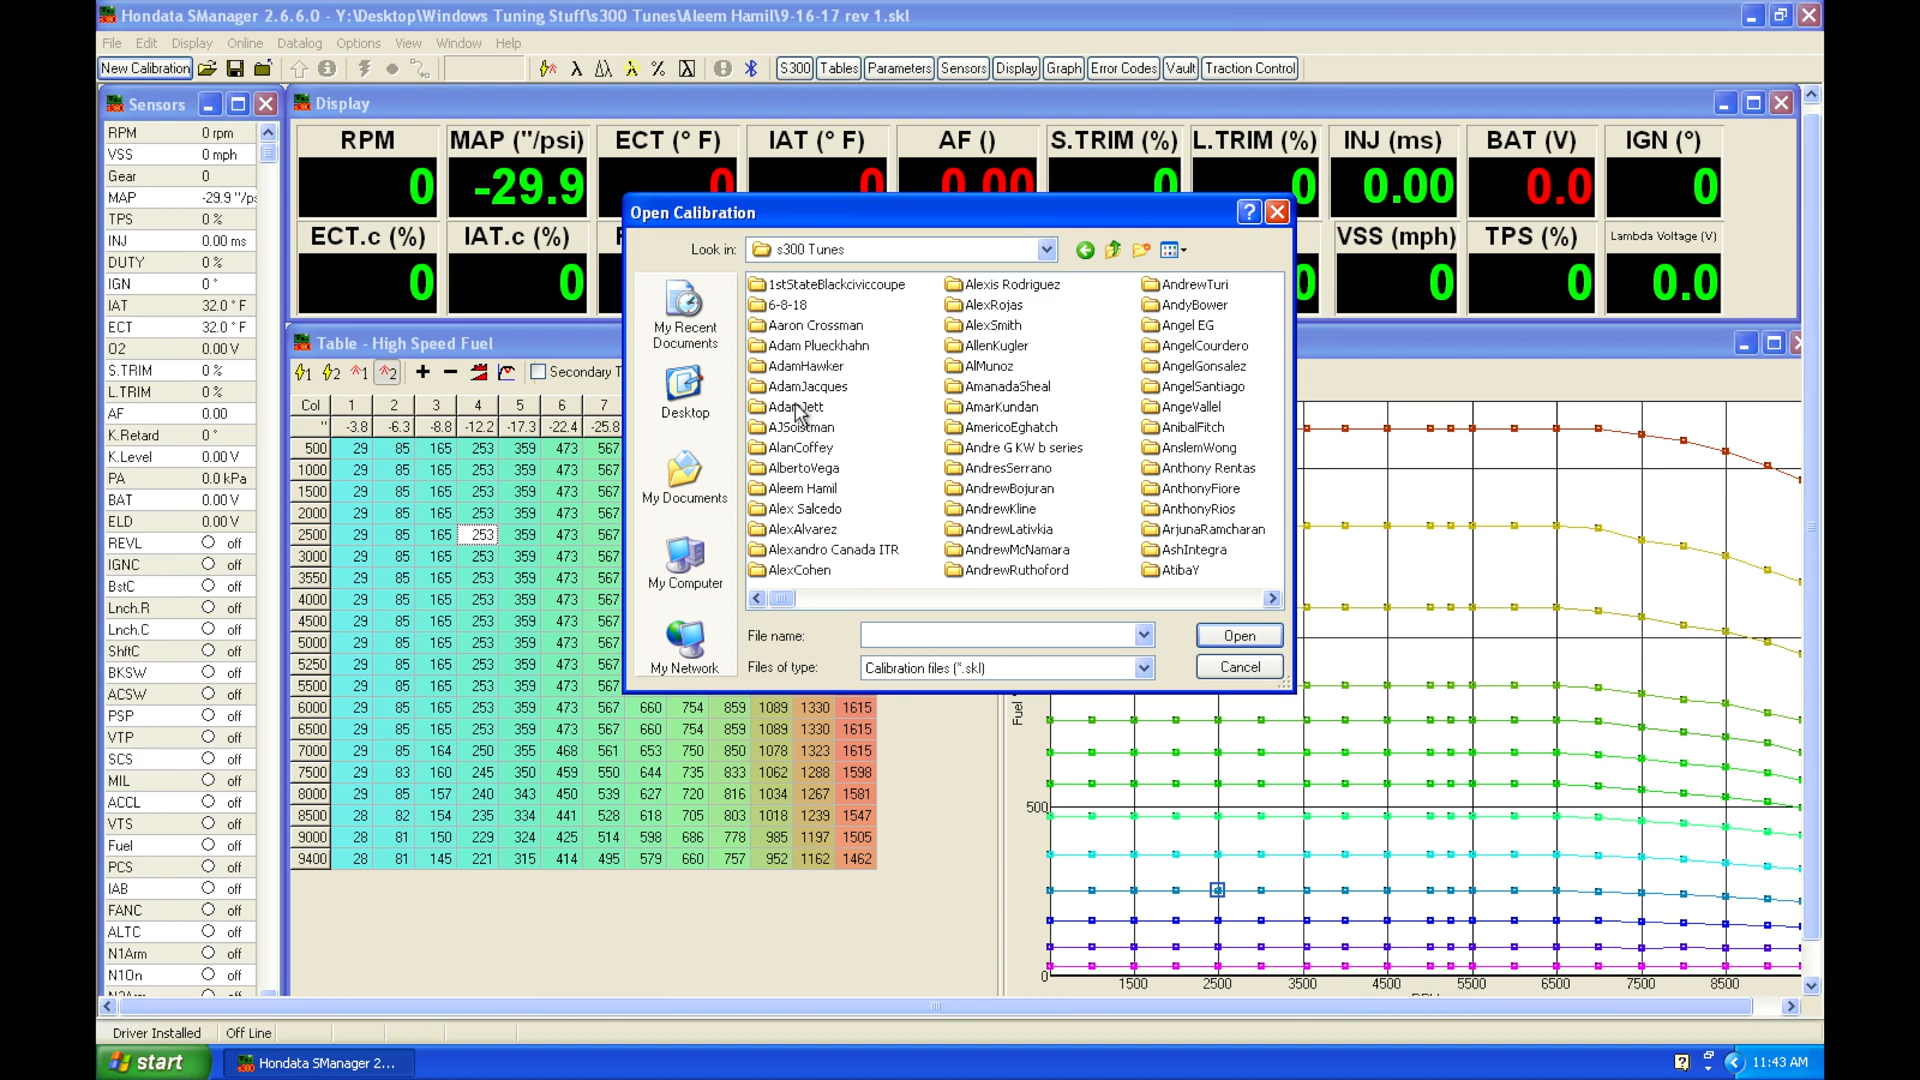 Hondata SManager 2.6.6.0 - Y:\Desktop\Windows Tuning Stuff\s300 Tunes\Aleem Hamil\9-16-17 rev 1.skl
File Edit Display Online Datalog Options View Window Help
New Calibration S300 Tables Parameters Sensors Display Graph Error Codes Vault Traction Control
Sensors
RPM 0 rpm
VSS 0 mph
Gear 0
MAP -29.9 "/ps
TPS 0 %
INJ 0.00 ms
DUTY 0 %
IGN 0 °
IAT 32.0 ° F
ECT 32.0 ° F
O2 0.00 V
S.TRIM 0 %
L.TRIM 0 %
AF 0.00
K.Retard 0 °
K.Level 0.00 V
PA 0.0 kPa
BAT 0.00 V
ELD 0.00 V
REVL off
IGNC off
BstC off
Lnch.R off
Lnch.C off
ShftC off
BKSW off
ACSW off
PSP off
VTP off
SCS off
MIL off
ACCL off
VTS off
Fuel off
PCS off
IAB off
FANC off
ALTC off
N1Arm off
N1On off
Display
RPM MAP ("/psi) ECT (° F) IAT (° F) AF () S.TRIM (%) L.TRIM (%) INJ (ms) BAT (V) IGN (°)
0 -29.9 0 0 0.00 0 0 0.00 0.0 0
ECT.c (%) IAT.c (%) VSS (mph) TPS (%) Lambda Voltage (V)
0 0 0 0 0.0
Table - High Speed Fuel
1 2 1 2 + - Secondary T
Col 1 2 3 4 5 6 7
" -3.8 -6.3 -8.8 -12.2 -17.3 -22.4 -25.8
500 29 85 165 253 359 473 567
1000 29 85 165 253 359 473 567
1500 29 85 165 253 359 473 567
2000 29 85 165 253 359 473 567
2500 29 85 165 253 359 473 567
3000 29 85 165 253 359 473 567
3550 29 85 165 253 359 473 567
4000 29 85 165 253 359 473 567
4500 29 85 165 253 359 473 567
5000 29 85 165 253 359 473 567
5250 29 85 165 253 359 473 567
5500 29 85 165 253 359 473 567
6000 29 85 165 253 359 473 567 660 754 859 1089 1330 1615
6500 29 85 165 253 359 473 567 660 754 859 1089 1330 1615
7000 29 85 164 250 355 468 561 653 750 850 1078 1323 1615
7500 29 83 160 245 350 459 550 644 735 833 1062 1288 1598
8000 29 85 157 240 343 450 539 627 720 816 1034 1267 1581
8500 28 82 154 235 334 441 528 618 705 803 1018 1239 1547
9000 28 81 150 229 324 425 514 598 686 778 985 1197 1505
9400 28 81 145 221 315 414 495 579 660 757 952 1162 1462
Open Calibration
Look in: s300 Tunes
My Recent Documents
Desktop
My Documents
My Computer
My Network
1stStateBlackciviccoupe
6-8-18
Aaron Crossman
Adam Plueckhahn
AdamHawker
AdamJacques
AJSoistman
AlanCoffey
AlbertoVega
Aleem Hamil
Alex Salcedo
AlexAlvarez
Alexandro Canada ITR
AlexCohen
Alexis Rodriguez
AlexRojas
AlexSmith
AllenKugler
AlMunoz
AmanadaSheal
AmarKundan
AmericoEghatch
Andre G KW b series
AndresSerrano
AndrewBojuran
AndrewKline
AndrewLativkia
AndrewMcNamara
AndrewRuthoford
AndrewTuri
AndyBower
Angel EG
AngelCourdero
AngelGonsalez
AngelSantiago
AngeVallel
AnibalFitch
AnslemWong
Anthony Rentas
AnthonyFiore
AnthonyRios
ArjunaRamcharan
AshIntegra
AtibaY
File name: Open
Files of type: Calibration files (*.skl) Cancel
Fuel
500
0
1500 2500 3550 4500 5500 6500 7500 8500
Driver Installed Off Line
start Hondata SManager 2... 11:43 AM